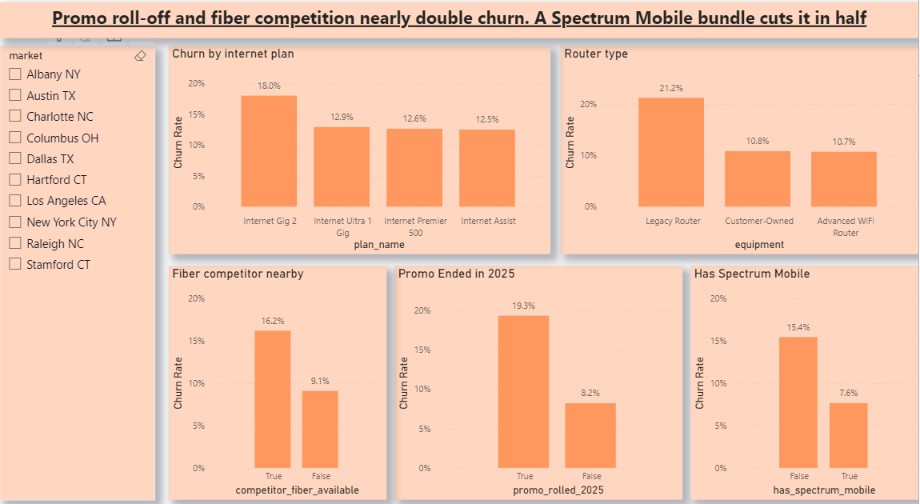 Promo roll-off and fiber competition nearly double churn. A Spectrum Mobile bundle cuts it in half
market
Albany NY
Austin TX
Charlotte NC
Columbus OH
Dallas TX
Hartford CT
Los Angeles CA
New York City NY
Raleigh NC
Stamford CT
Churn by internet plan
Churn Rate
20%
15%
10%
5%
0%
18.0%
12.9%
12.6%
12.5%
Internet Gig 2
Internet Ultra 1
Gig
Internet Premier
500
Internet Assist
plan_name
Router type
Churn Rate
20%
10%
0%
21.2%
10.8%
10.7%
Legacy Router
Customer-Owned
Advanced WiFi
Router
equipment
Fiber competitor nearby
Churn Rate
20%
15%
10%
5%
0%
16.2%
9.1%
True
False
competitor_fiber_available
Promo Ended in 2025
Churn Rate
20%
15%
10%
5%
0%
19.3%
8.2%
True
False
promo_rolled_2025
Has Spectrum Mobile
Churn Rate
20%
15%
10%
5%
0%
15.4%
7.6%
False
True
has_spectrum_mobile